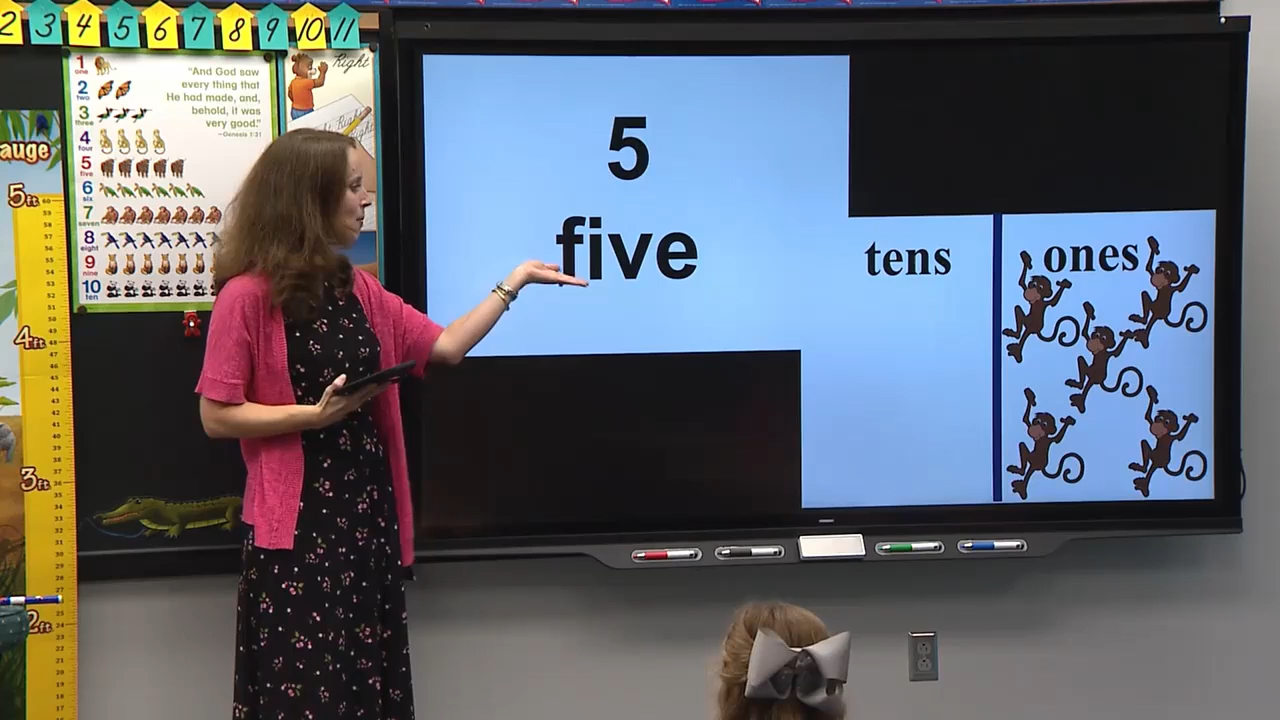 2 3 4 5 6 7 8 9 10 11
1
one
2
two
3
three
4
four
5
five
6
six
7
seven
8
eight
9
nine
10
ten
"And God saw
every thing that
He had made, and,
behold, it was
very good."
—Genesis 1:31
Right
auge
5ft
4ft
3ft
2ft
5
five
tens
ones